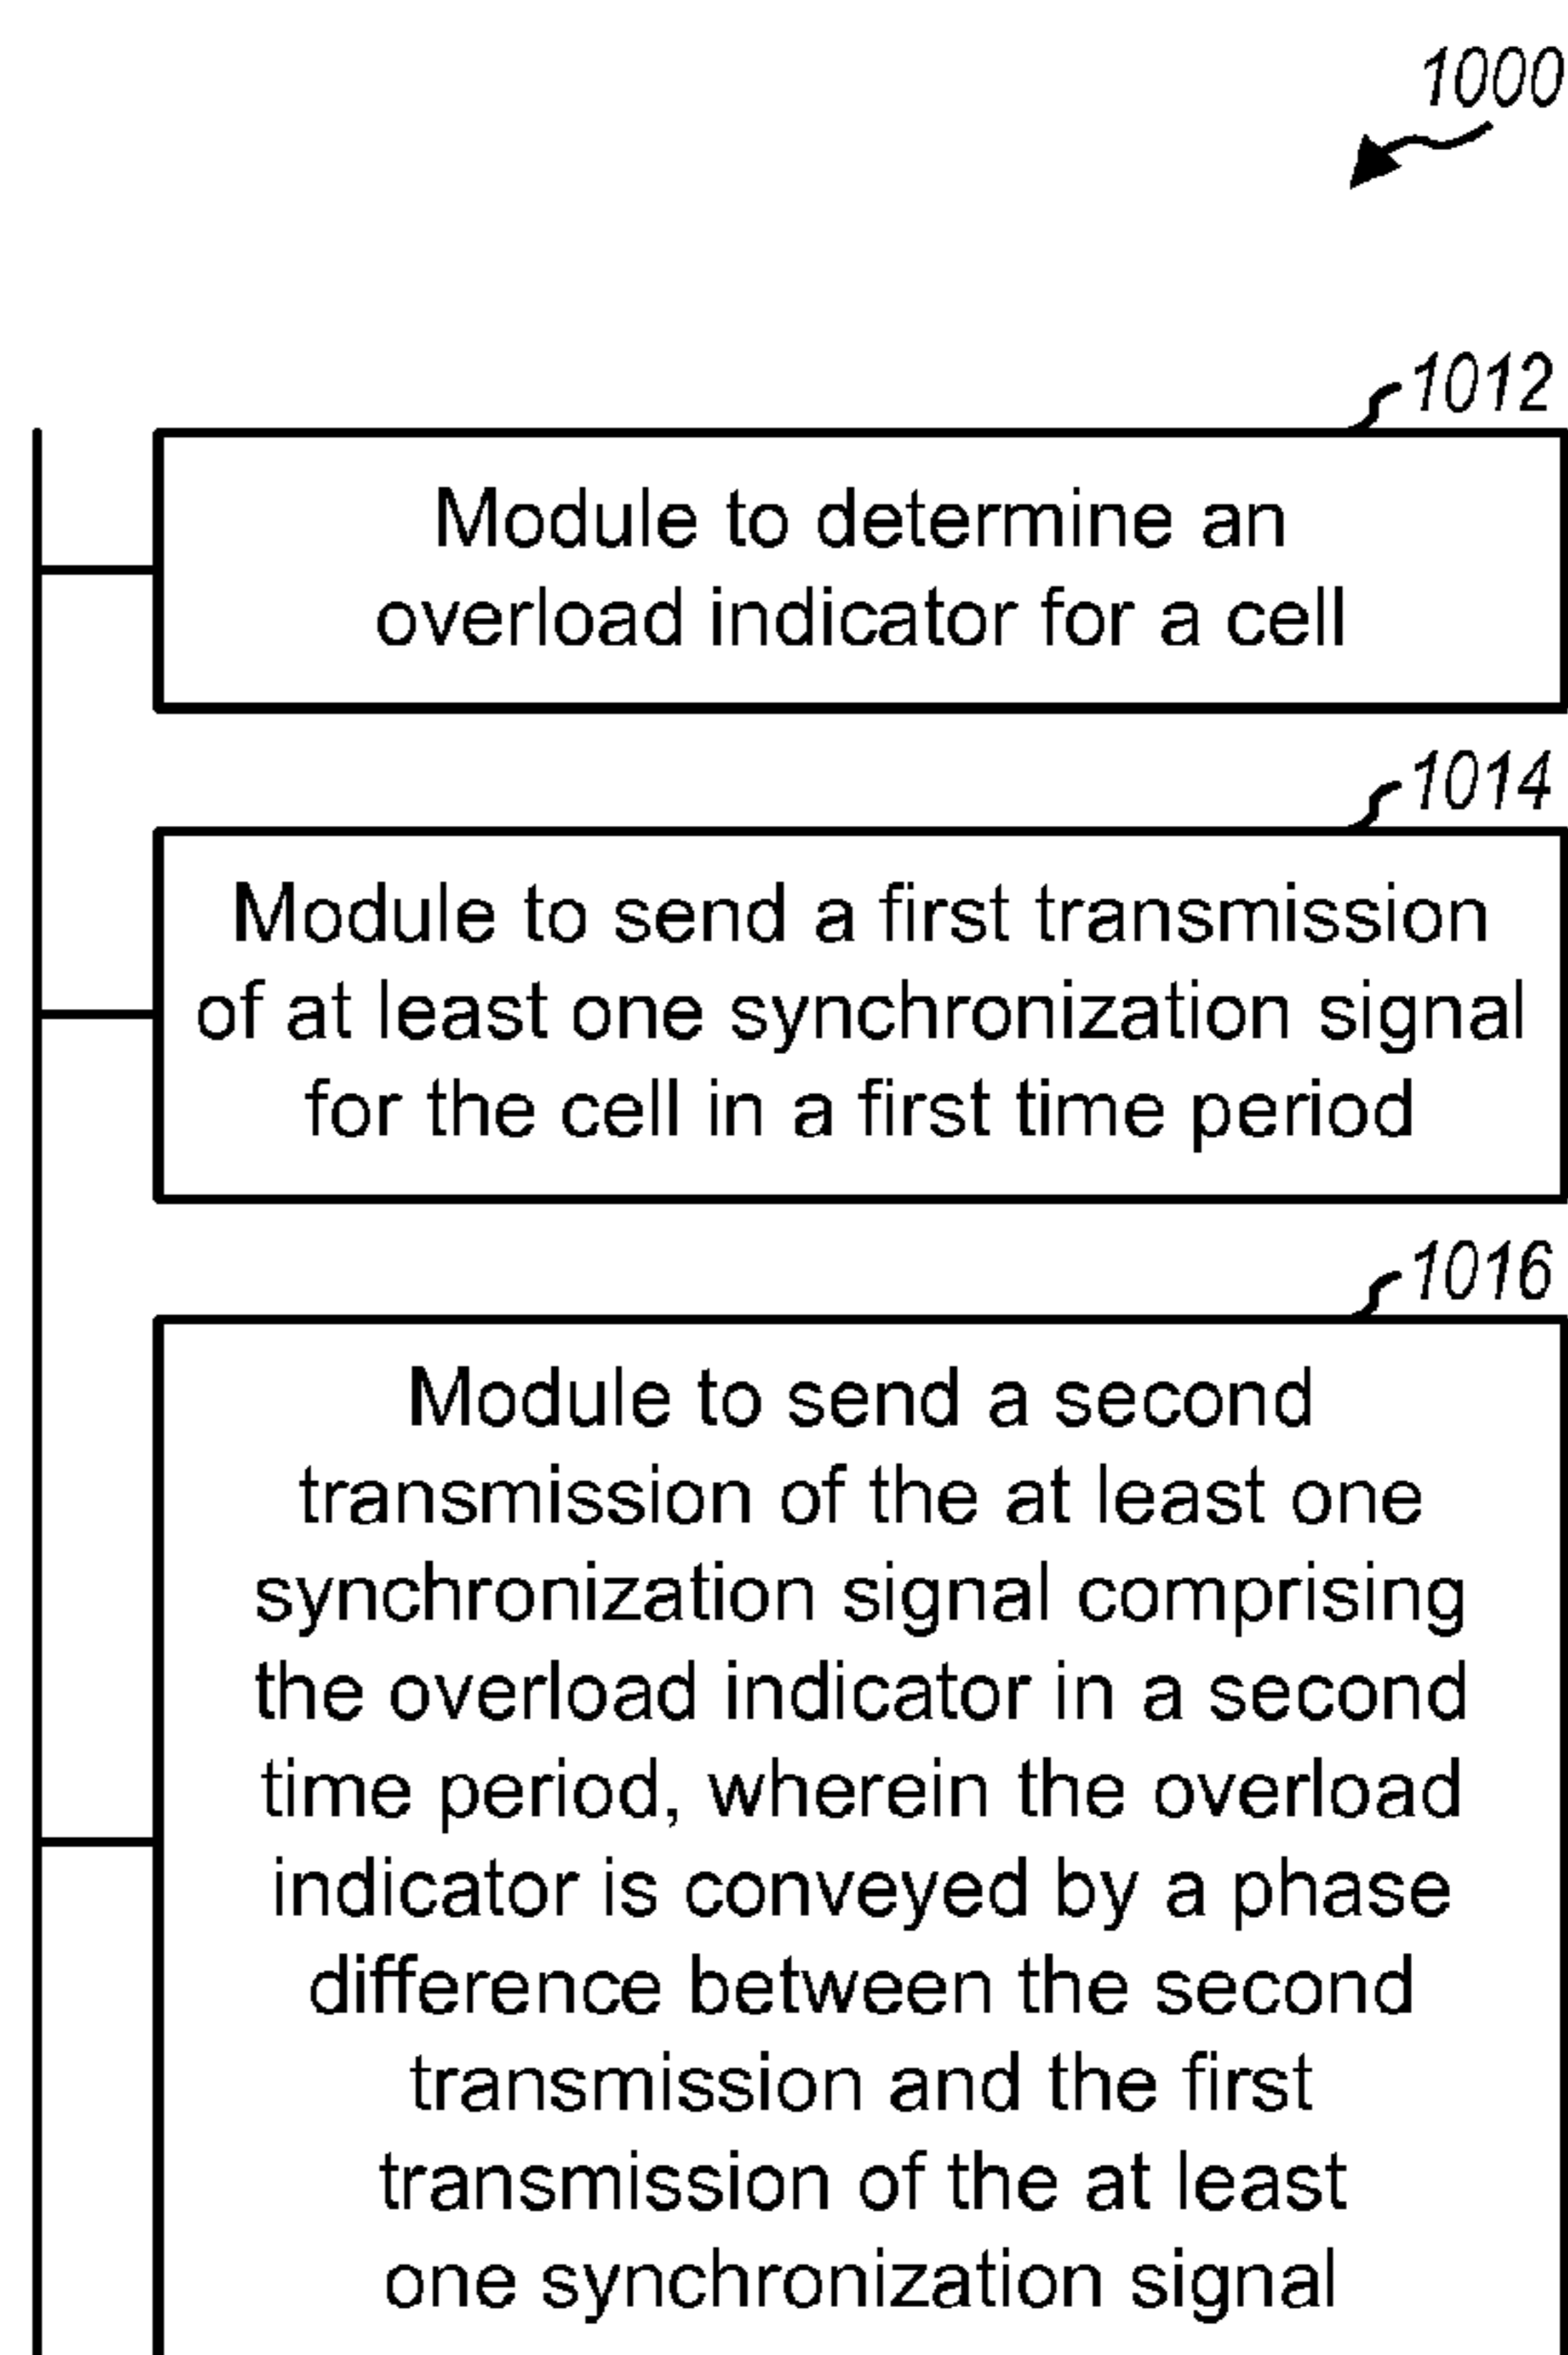 1000
1012
Module to determine an
overload indicator for a cell
1014
Module to send a first transmission
of at least one synchronization signal
for the cell in a first time period
1016
Module to send a second
transmission of the at least one
synchronization signal comprising
the overload indicator in a second
time period, wherein the overload
indicator is conveyed by a phase
difference between the second
transmission and the first
transmission of the at least
one synchronization signal